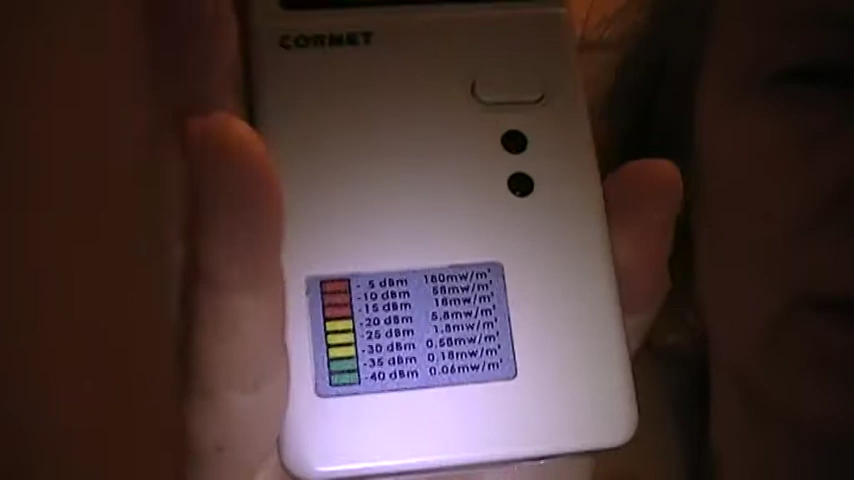 CORNET
- 5 dBm 180mw/m²
-10 dBm 58mw/m²
-15 dBm 18mw/m²
-20 dBm 5.8mw/m²
-25 dBm 1.8mw/m²
-30 dBm 0.58mw/m²
-35 dBm 0.18mw/m²
-40 dBm 0.06mw/m²